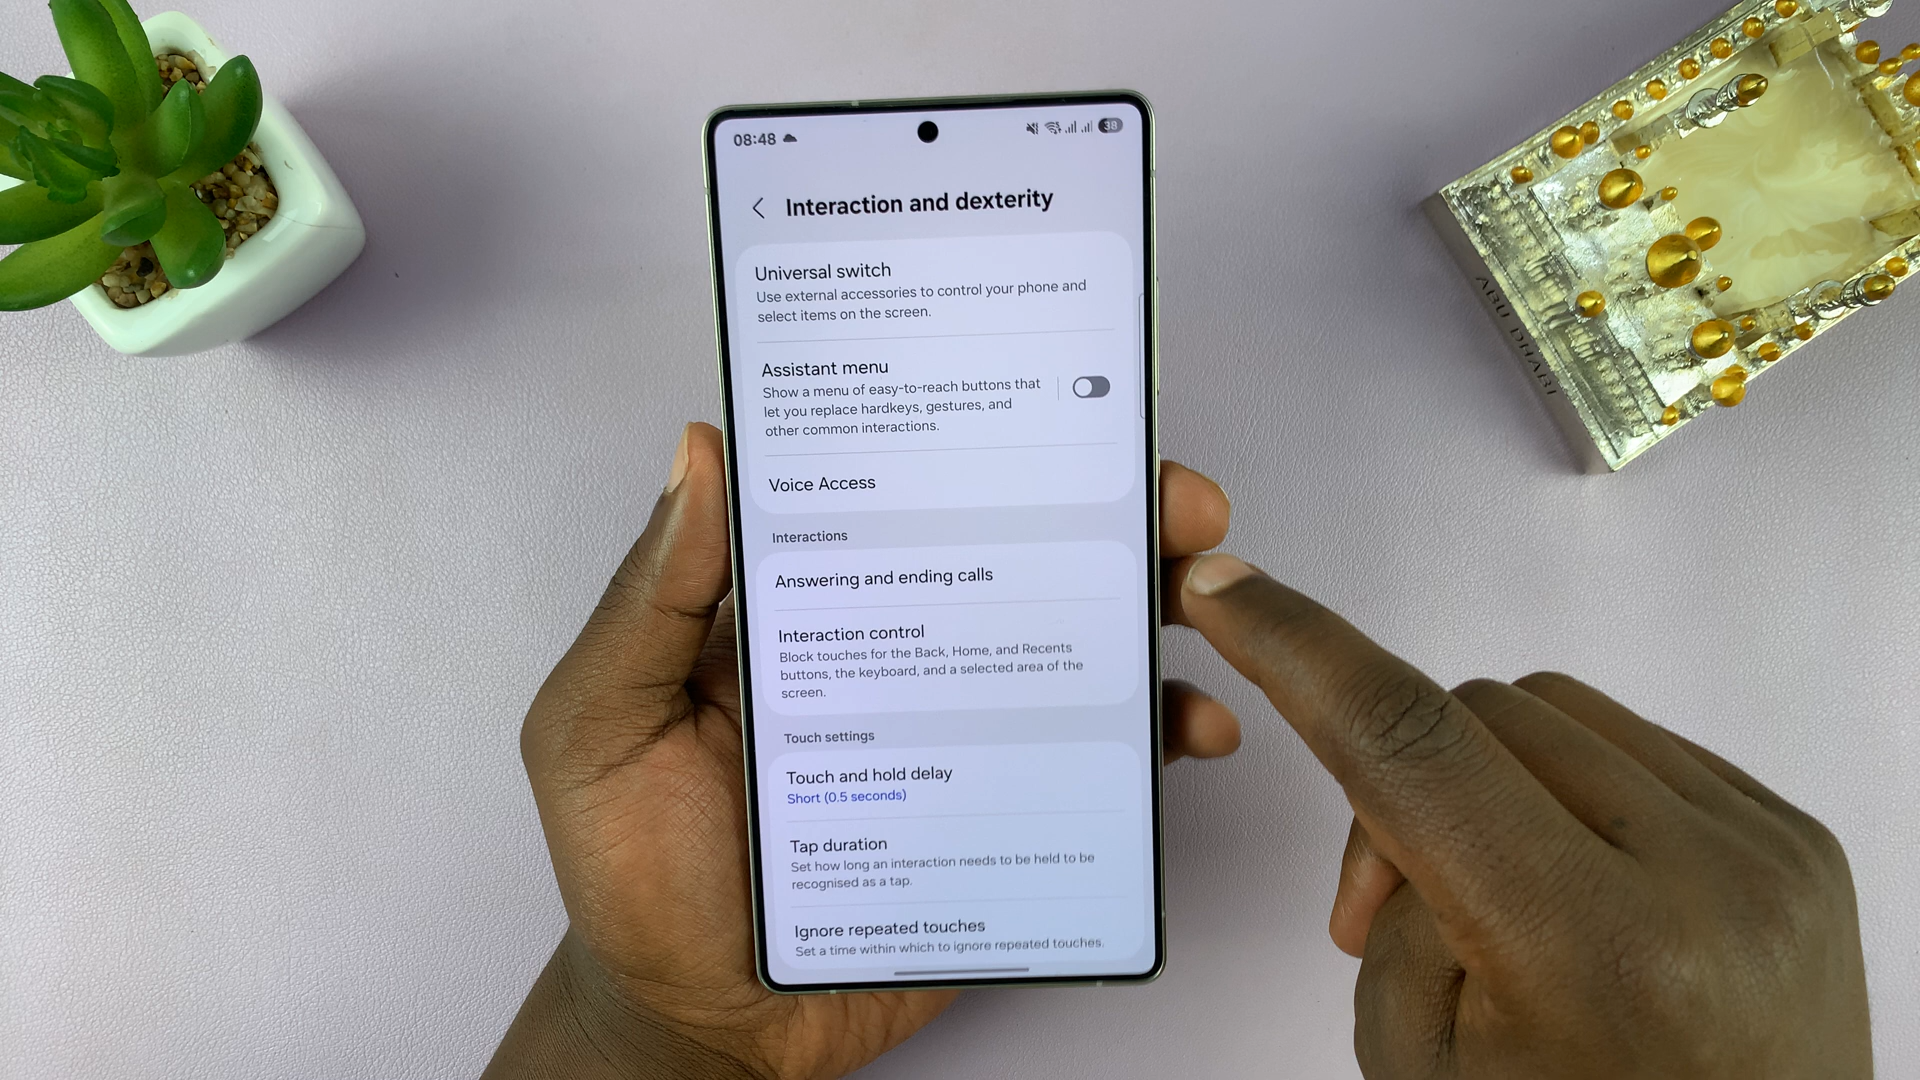 08:48
38
Interaction and dexterity
Universal switch
Use external accessories to control your phone and
select items on the screen.
Assistant menu
Show a menu of easy-to-reach buttons that
let you replace hardkeys, gestures, and
other common interactions.
Voice Access
Interactions
Answering and ending calls
Interaction control
Block touches for the Back, Home, and Recents
buttons, the keyboard, and a selected area of the
screen.
Touch settings
Touch and hold delay
Short (0.5 seconds)
Tap duration
Set how long an interaction needs to be held to be
recognised as a tap.
Ignore repeated touches
Set a time within which to ignore repeated touches.
ABU DHABI